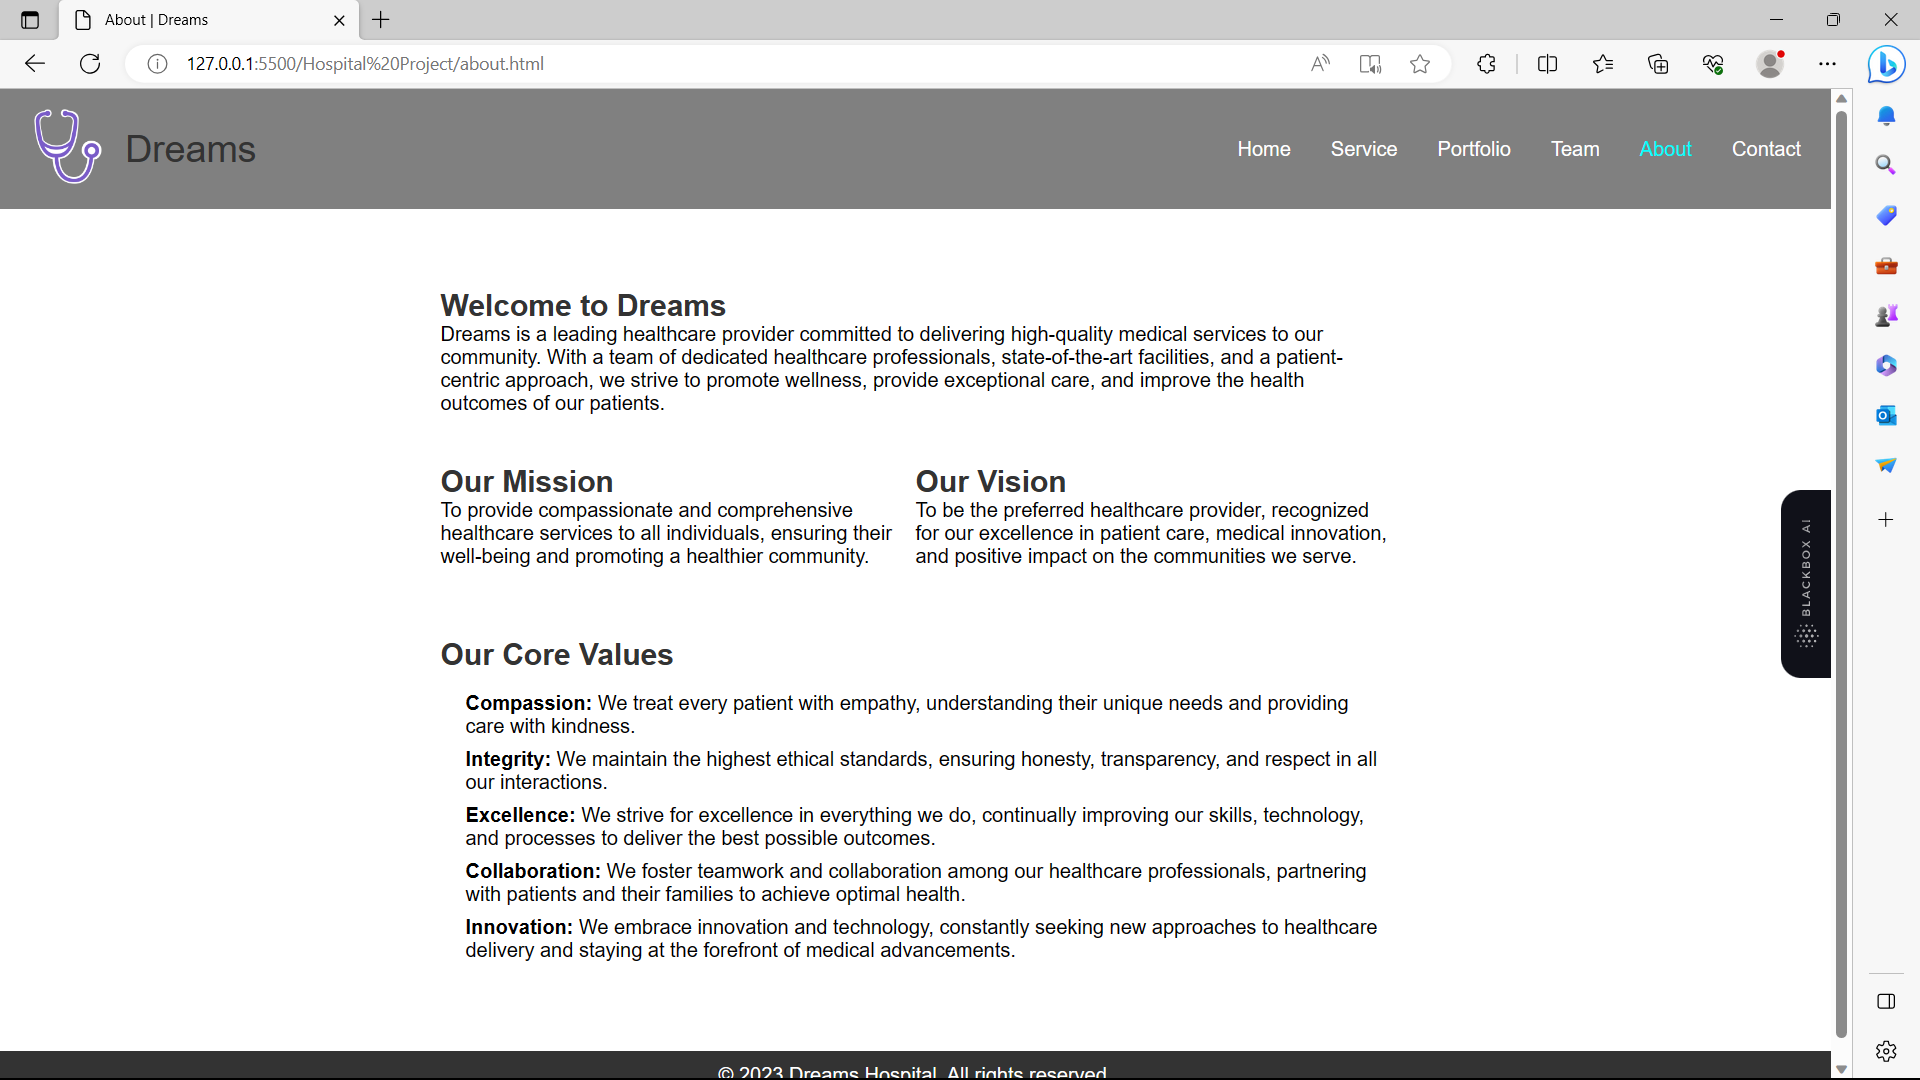 About | Dreams
127.0.0.1:5500/Hospital%20Project/about.html
Dreams
Home Service Portfolio Team About Contact
Welcome to Dreams
Dreams is a leading healthcare provider committed to delivering high-quality medical services to our
community. With a team of dedicated healthcare professionals, state-of-the-art facilities, and a patient-
centric approach, we strive to promote wellness, provide exceptional care, and improve the health
outcomes of our patients.
Our Mission
To provide compassionate and comprehensive
healthcare services to all individuals, ensuring their
well-being and promoting a healthier community.
Our Vision
To be the preferred healthcare provider, recognized
for our excellence in patient care, medical innovation,
and positive impact on the communities we serve.
BLACKBOX AI
Our Core Values
Compassion: We treat every patient with empathy, understanding their unique needs and providing
care with kindness.
Integrity: We maintain the highest ethical standards, ensuring honesty, transparency, and respect in all
our interactions.
Excellence: We strive for excellence in everything we do, continually improving our skills, technology,
and processes to deliver the best possible outcomes.
Collaboration: We foster teamwork and collaboration among our healthcare professionals, partnering
with patients and their families to achieve optimal health.
Innovation: We embrace innovation and technology, constantly seeking new approaches to healthcare
delivery and staying at the forefront of medical advancements.
© 2023 Dreams Hospital. All rights reserved.